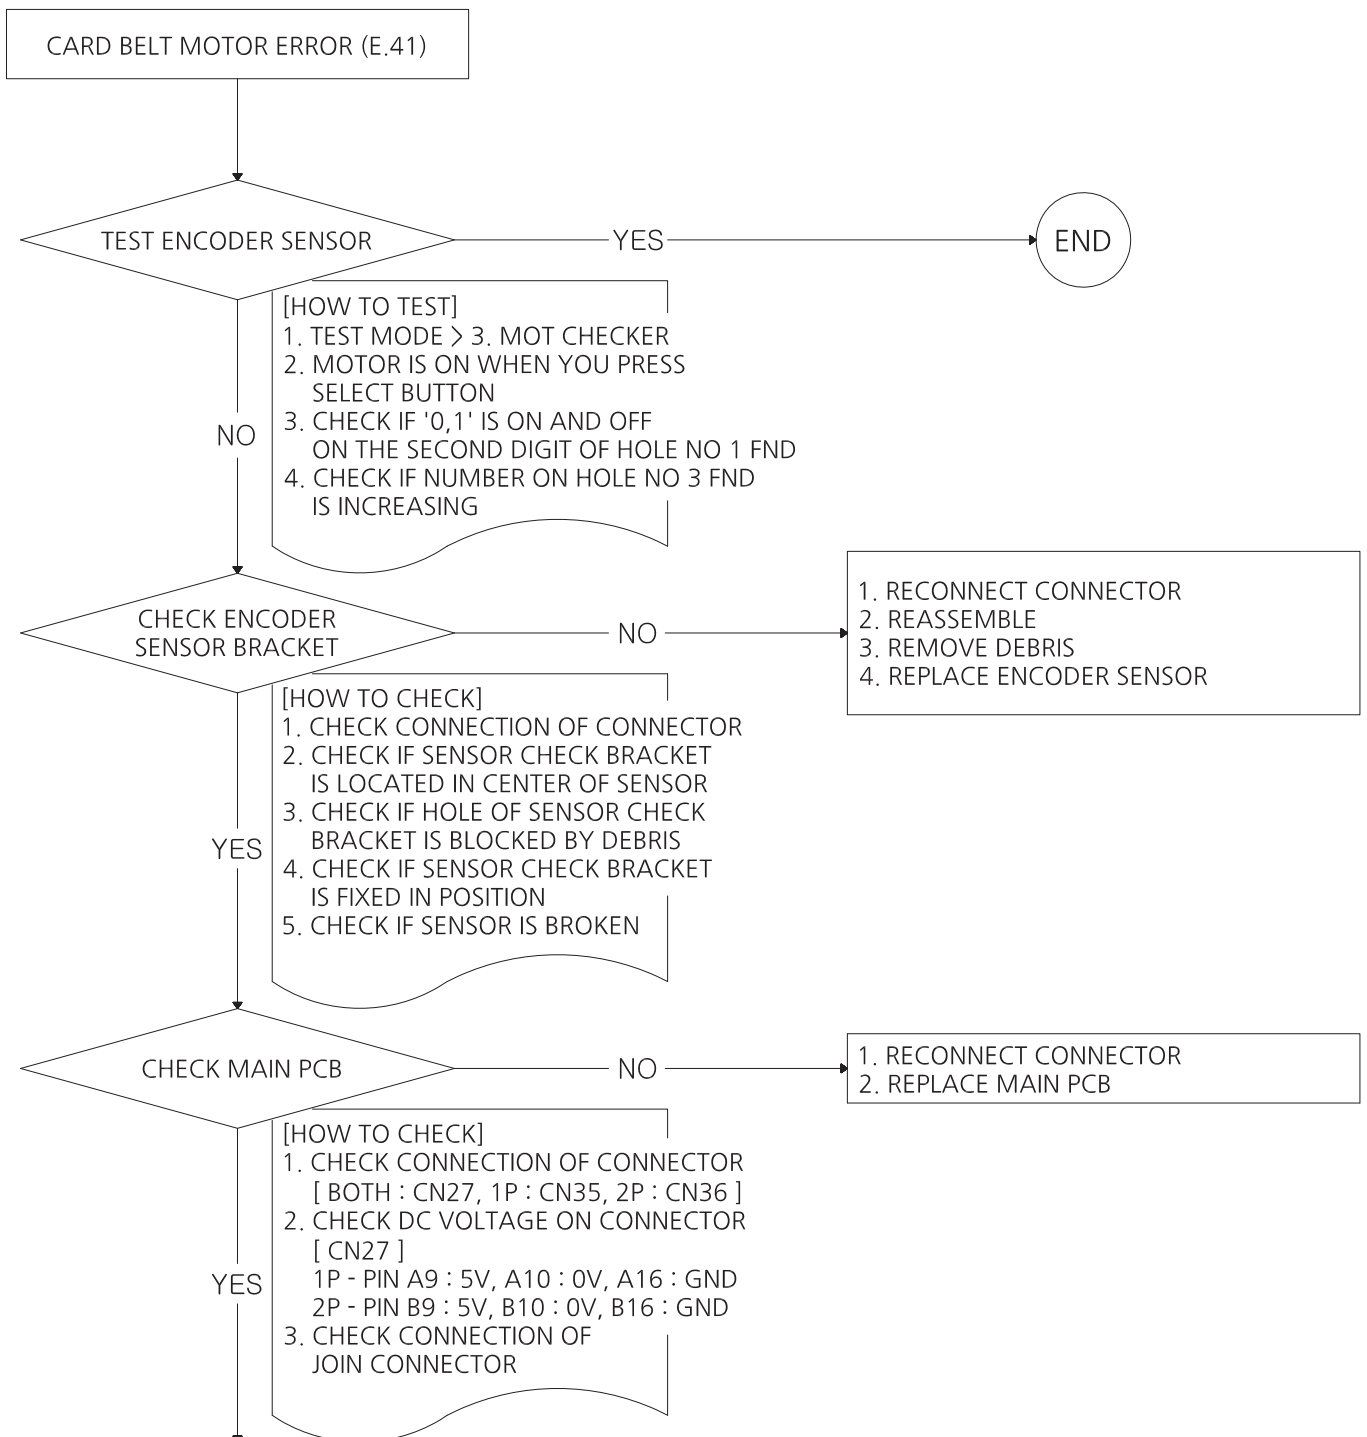 CARD BELT MOTOR ERROR (E.41)
TEST ENCODER SENSOR
YES
END
[HOW TO TEST]
1. TEST MODE > 3. MOT CHECKER
2. MOTOR IS ON WHEN YOU PRESS
SELECT BUTTON
3. CHECK IF '0,1' IS ON AND OFF
ON THE SECOND DIGIT OF HOLE NO 1 FND
4. CHECK IF NUMBER ON HOLE NO 3 FND
IS INCREASING
NO
CHECK ENCODER
SENSOR BRACKET
NO
1. RECONNECT CONNECTOR
2. REASSEMBLE
3. REMOVE DEBRIS
4. REPLACE ENCODER SENSOR
[HOW TO CHECK]
1. CHECK CONNECTION OF CONNECTOR
2. CHECK IF SENSOR CHECK BRACKET
IS LOCATED IN CENTER OF SENSOR
3. CHECK IF HOLE OF SENSOR CHECK
BRACKET IS BLOCKED BY DEBRIS
4. CHECK IF SENSOR CHECK BRACKET
IS FIXED IN POSITION
5. CHECK IF SENSOR IS BROKEN
YES
CHECK MAIN PCB
NO
1. RECONNECT CONNECTOR
2. REPLACE MAIN PCB
[HOW TO CHECK]
1. CHECK CONNECTION OF CONNECTOR
[ BOTH : CN27, 1P : CN35, 2P : CN36 ]
2. CHECK DC VOLTAGE ON CONNECTOR
[ CN27 ]
1P - PIN A9 : 5V, A10 : 0V, A16 : GND
2P - PIN B9 : 5V, B10 : 0V, B16 : GND
3. CHECK CONNECTION OF
JOIN CONNECTOR
YES